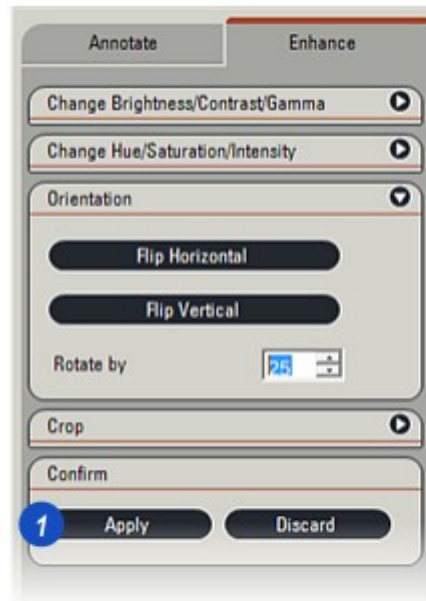 Annotate Enhance
Change Brightness/Contrast/Gamma
Change Hue/Saturation/Intensity
Orientation
Flip Horizontal
Flip Vertical
Rotate by 25
Crop
Confirm
1 Apply Discard